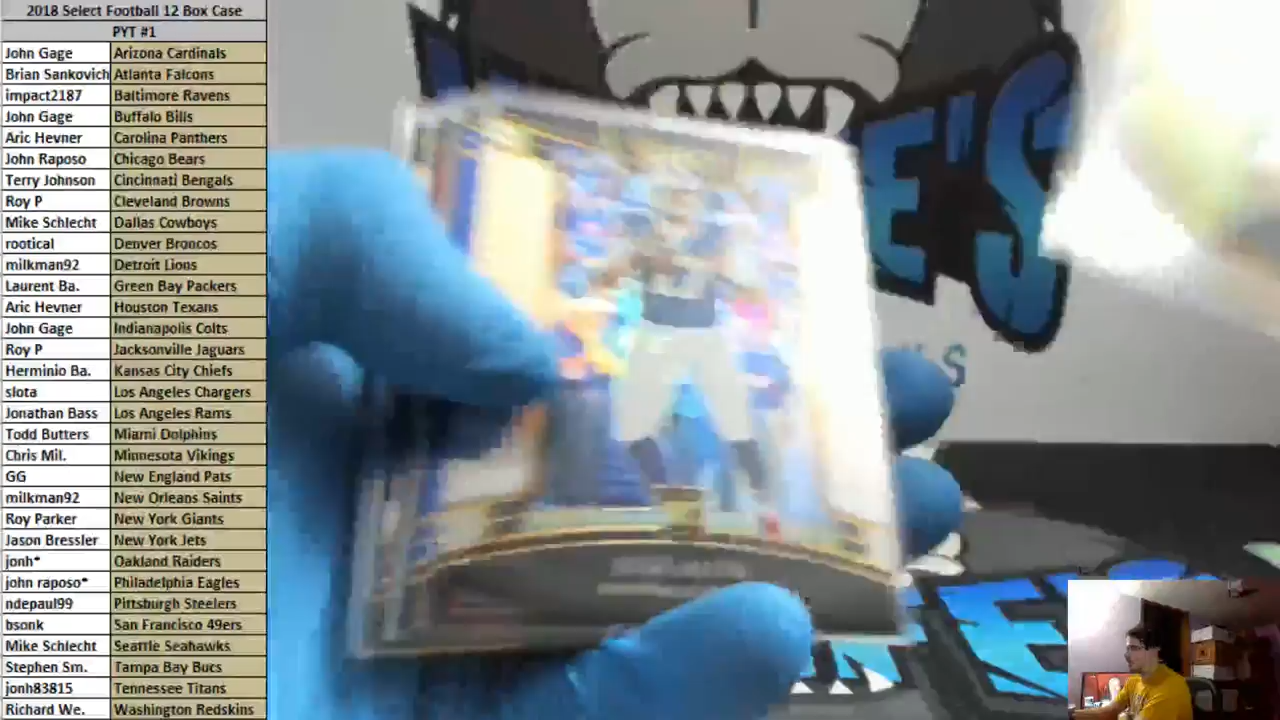 2018 Select Football 12 Box Case
PYT #1
John Gage Arizona Cardinals
Brian Sankovich Atlanta Falcons
impact2187 Baltimore Ravens
John Gage Buffalo Bills
Aric Hevner Carolina Panthers
John Raposo Chicago Bears
Terry Johnson Cincinnati Bengals
Roy P Cleveland Browns
Mike Schlecht Dallas Cowboys
rootical Denver Broncos
milkman92 Detroit Lions
Laurent Ba. Green Bay Packers
Aric Hevner Houston Texans
John Gage Indianapolis Colts
Roy P Jacksonville Jaguars
Herminio Ba. Kansas City Chiefs
slota Los Angeles Chargers
Jonathan Bass Los Angeles Rams
Todd Butters Miami Dolphins
Chris Mil. Minnesota Vikings
GG New England Pats
milkman92 New Orleans Saints
Roy Parker New York Giants
Jason Bressler New York Jets
jonh* Oakland Raiders
john raposo* Philadelphia Eagles
ndepaul99 Pittsburgh Steelers
bsonk San Francisco 49ers
Mike Schlecht Seattle Seahawks
Stephen Sm. Tampa Bay Bucs
jonh83815 Tennessee Titans
Richard We. Washington Redskins